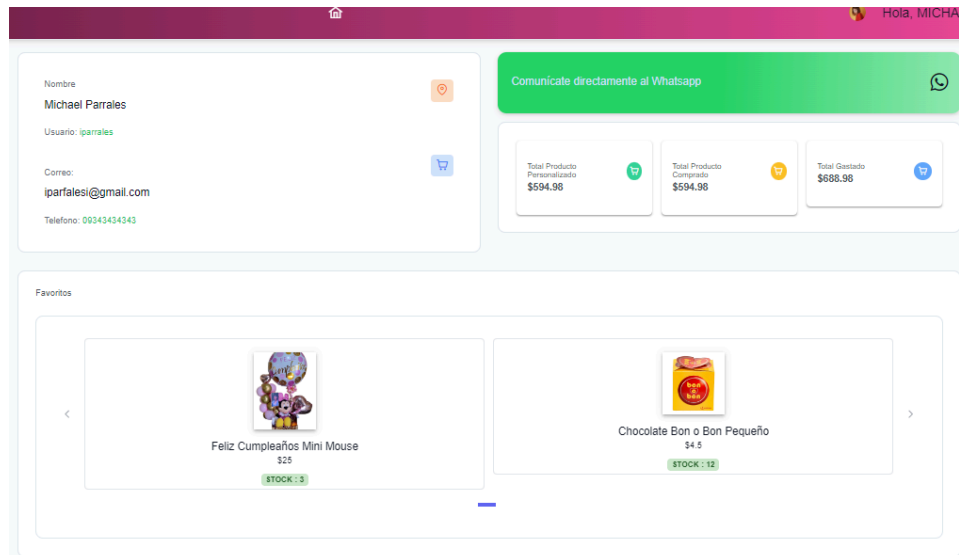 Hola, MICHA
Nombre
Michael Parrales
Usuario: iparrales
Correo:
iparfalesi@gmail.com
Telefono: 09343434343
Comunícate directamente al Whatsapp
Total Producto
Personalizado
$594.98
Total Producto
Comprado
$594.98
Total Gastado
$688.98
Favoritos
Feliz Cumpleaños Mini Mouse
$25
STOCK : 3
bon
o
bon
Chocolate Bon o Bon Pequeño
$4.5
STOCK : 12